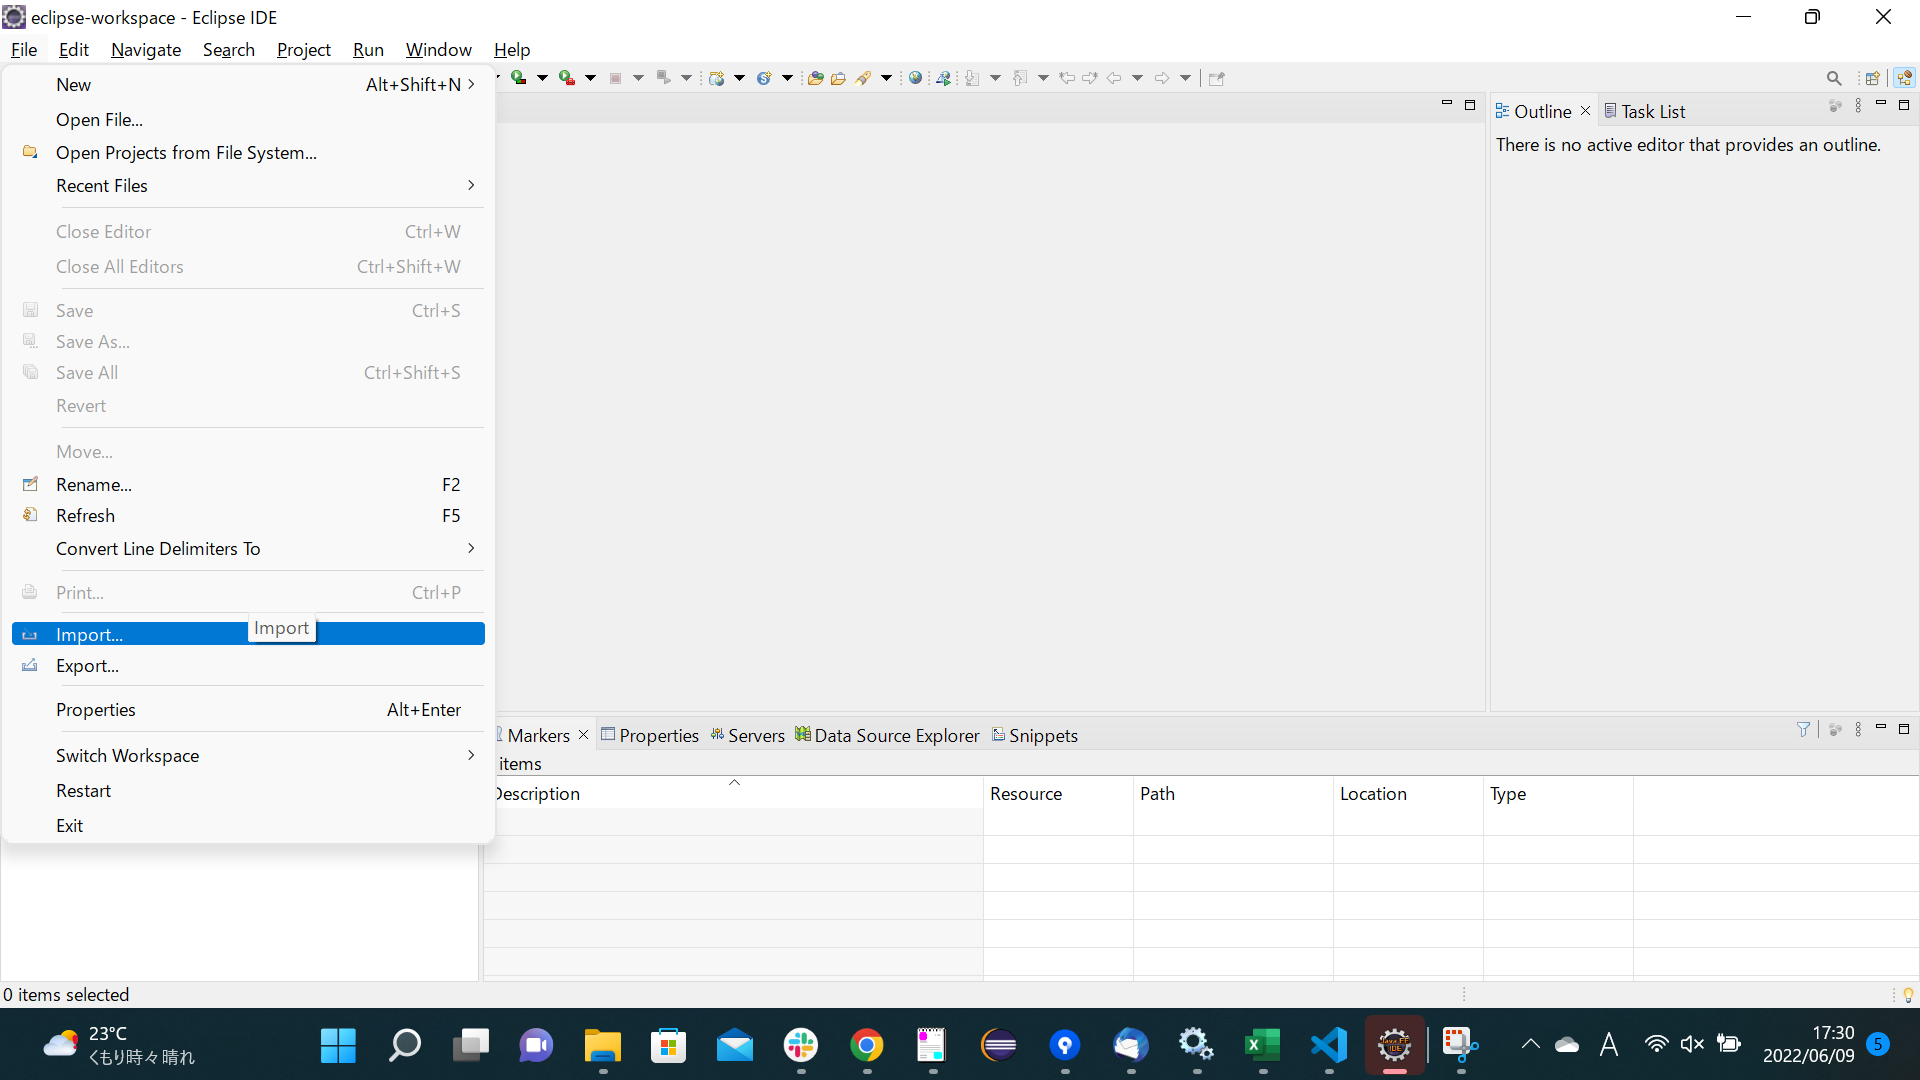 eclipse-workspace - Eclipse IDE
File Edit Navigate Search Project Run Window Help
New Alt+Shift+N
Open File...
Open Projects from File System...
Recent Files
Close Editor Ctrl+W
Close All Editors Ctrl+Shift+W
Save Ctrl+S
Save As...
Save All Ctrl+Shift+S
Revert
Move...
Rename... F2
Refresh F5
Convert Line Delimiters To
Print... Ctrl+P
Import...
Import
Export...
Properties Alt+Enter
Switch Workspace
Restart
Exit
Outline Task List
There is no active editor that provides an outline.
Markers Properties Servers Data Source Explorer Snippets
items
Description Resource Path Location Type
0 items selected
23°C
くもり時々晴れ
A
17:30
2022/06/09
5